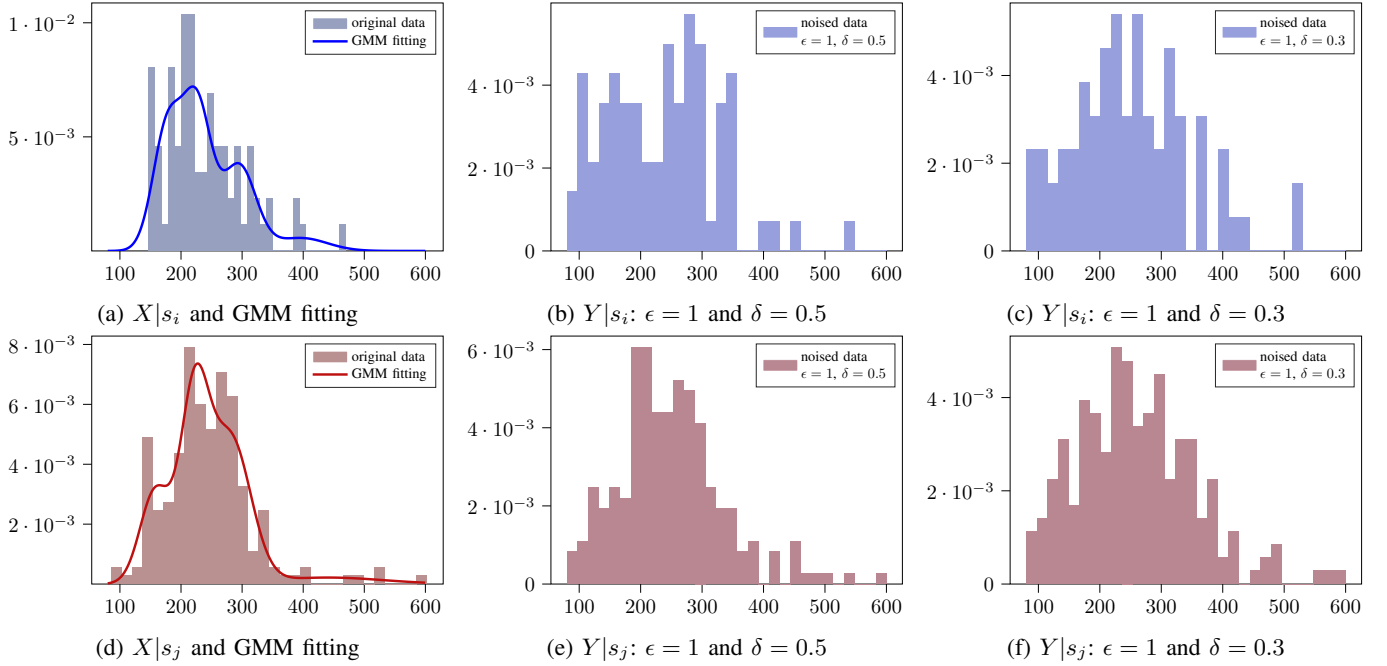 1 · 10⁻²
5 · 10⁻³
original data
GMM fitting
100 200 300 400 500 600
(a) X|sᵢ and GMM fitting
4 · 10⁻³
2 · 10⁻³
0
noised data
ϵ = 1, δ = 0.5
100 200 300 400 500 600
(b) Y|sᵢ: ϵ = 1 and δ = 0.5
4 · 10⁻³
2 · 10⁻³
0
noised data
ϵ = 1, δ = 0.3
100 200 300 400 500 600
(c) Y|sᵢ: ϵ = 1 and δ = 0.3
8 · 10⁻³
6 · 10⁻³
4 · 10⁻³
2 · 10⁻³
original data
GMM fitting
100 200 300 400 500 600
(d) X|sⱼ and GMM fitting
6 · 10⁻³
4 · 10⁻³
2 · 10⁻³
0
noised data
ϵ = 1, δ = 0.5
100 200 300 400 500 600
(e) Y|sⱼ: ϵ = 1 and δ = 0.5
4 · 10⁻³
2 · 10⁻³
0
noised data
ϵ = 1, δ = 0.3
100 200 300 400 500 600
(f) Y|sⱼ: ϵ = 1 and δ = 0.3